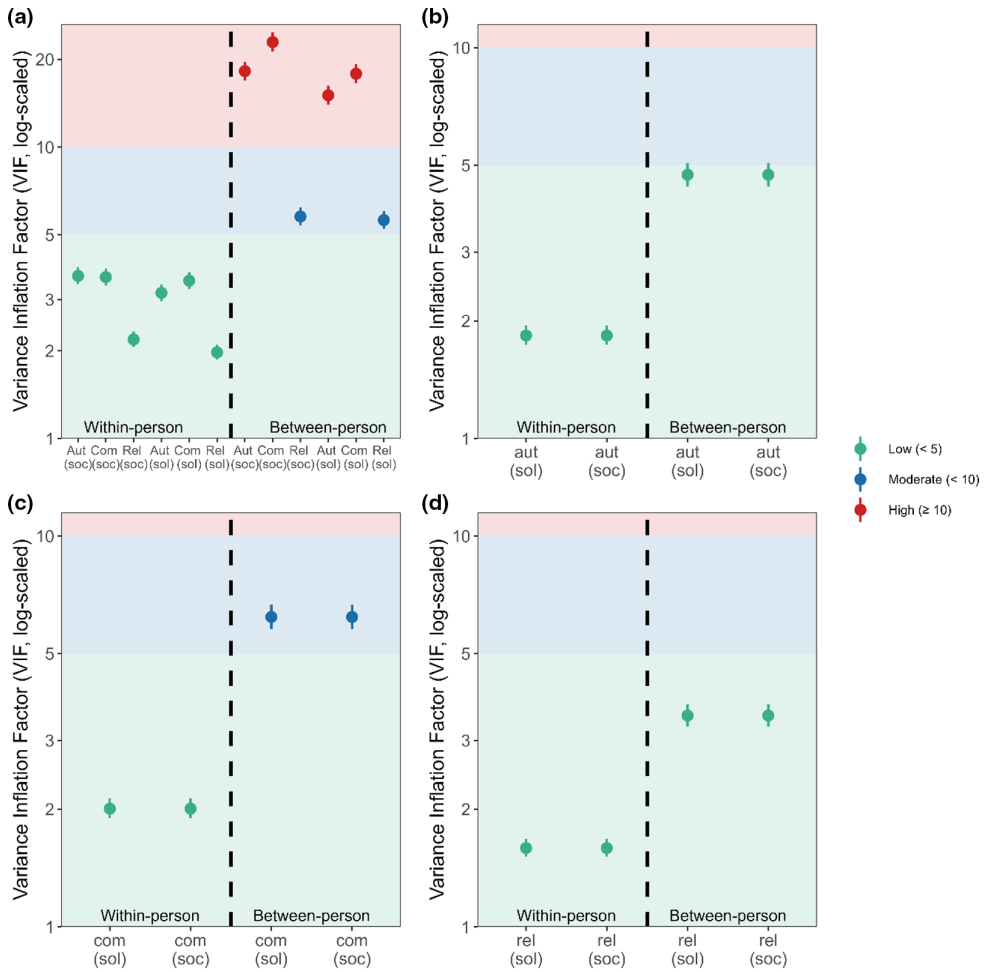 (a)
Variance Inflation Factor (VIF, log-scaled)
20
10
5
3
2
1
Within-person
Between-person
Aut Com Rel Aut Com Rel Aut Com Rel Aut Com Rel
(soc)(soc)(soc) (sol) (sol) (sol) (soc)(soc)(soc) (sol) (sol) (sol)
(b)
Variance Inflation Factor (VIF, log-scaled)
10
5
3
2
1
Within-person
Between-person
aut aut aut aut
(sol) (soc) (sol) (soc)
Low (< 5)
Moderate (< 10)
High (≥ 10)
(c)
Variance Inflation Factor (VIF, log-scaled)
10
5
3
2
1
Within-person
Between-person
com com com com
(sol) (soc) (sol) (soc)
(d)
Variance Inflation Factor (VIF, log-scaled)
10
5
3
2
1
Within-person
Between-person
rel rel rel rel
(sol) (soc) (sol) (soc)